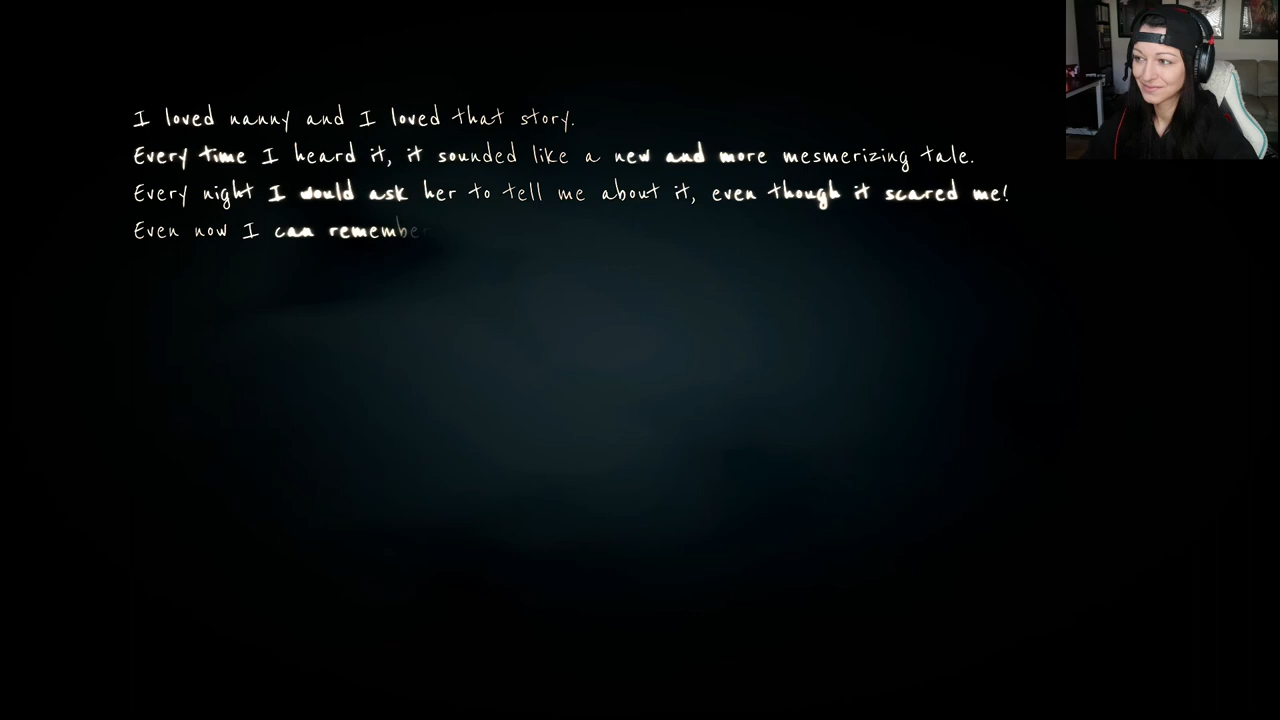 I loved nanny and I loved that story.
Every time I heard it, it sounded like a new and more mesmerizing tale.
Every night I would ask her to tell me about it, even though it scared me!
Even now I can remember